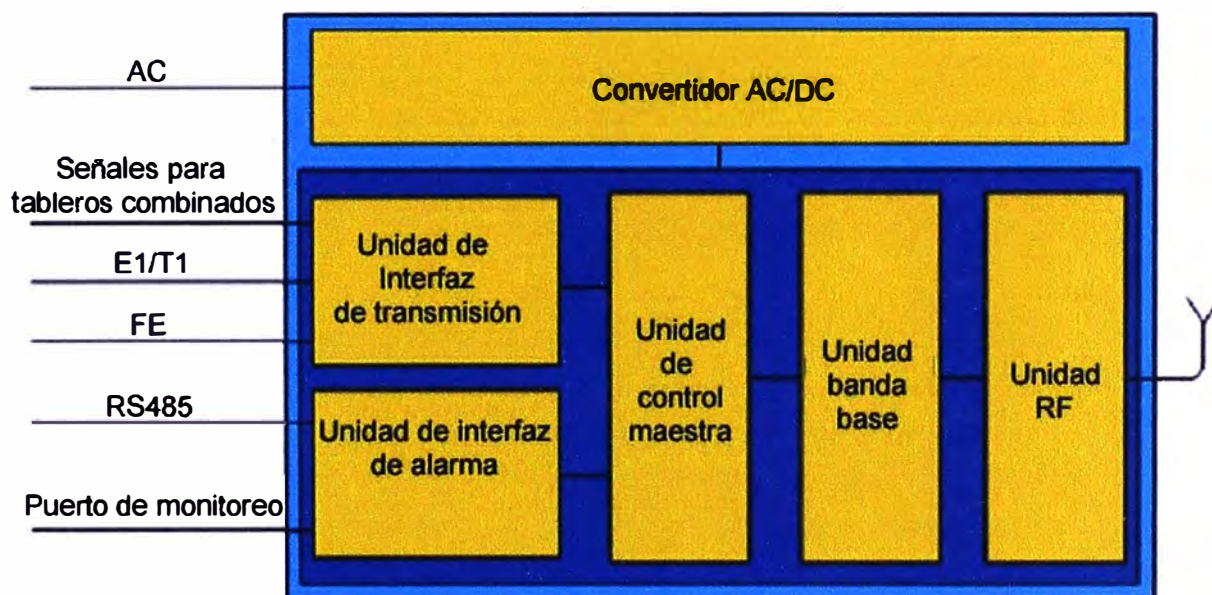 AC
Convertidor AC/DC
Señales para
tableros combinados
E1/T1
FE
RS485
Puerto de monitoreo
Unidad de
Interfaz
de transmisión
Unidad de interfaz
de alarma
Unidad
de
control
maestra
Unidad
banda
base
Unidad
RF